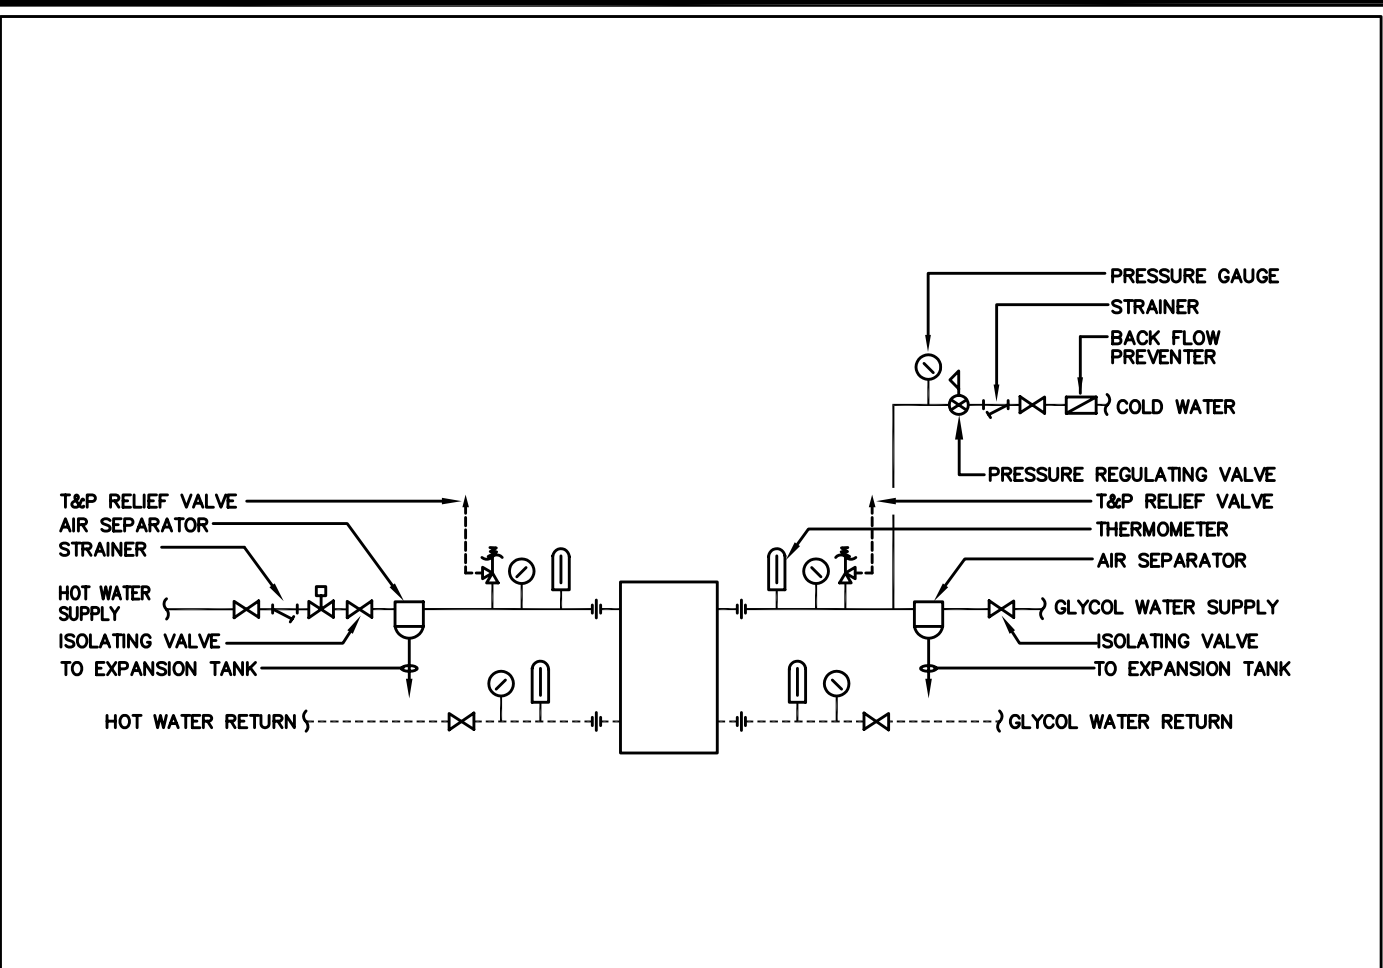 PRESSURE GAUGE
STRAINER
BACK FLOW
PREVENTER
COLD WATER
PRESSURE REGULATING VALVE
T&P RELIEF VALVE
T&P RELIEF VALVE
AIR SEPARATOR
THERMOMETER
STRAINER
AIR SEPARATOR
HOT WATER
SUPPLY
GLYCOL WATER SUPPLY
ISOLATING VALVE
ISOLATING VALVE
TO EXPANSION TANK
TO EXPANSION TANK
HOT WATER RETURN
GLYCOL WATER RETURN